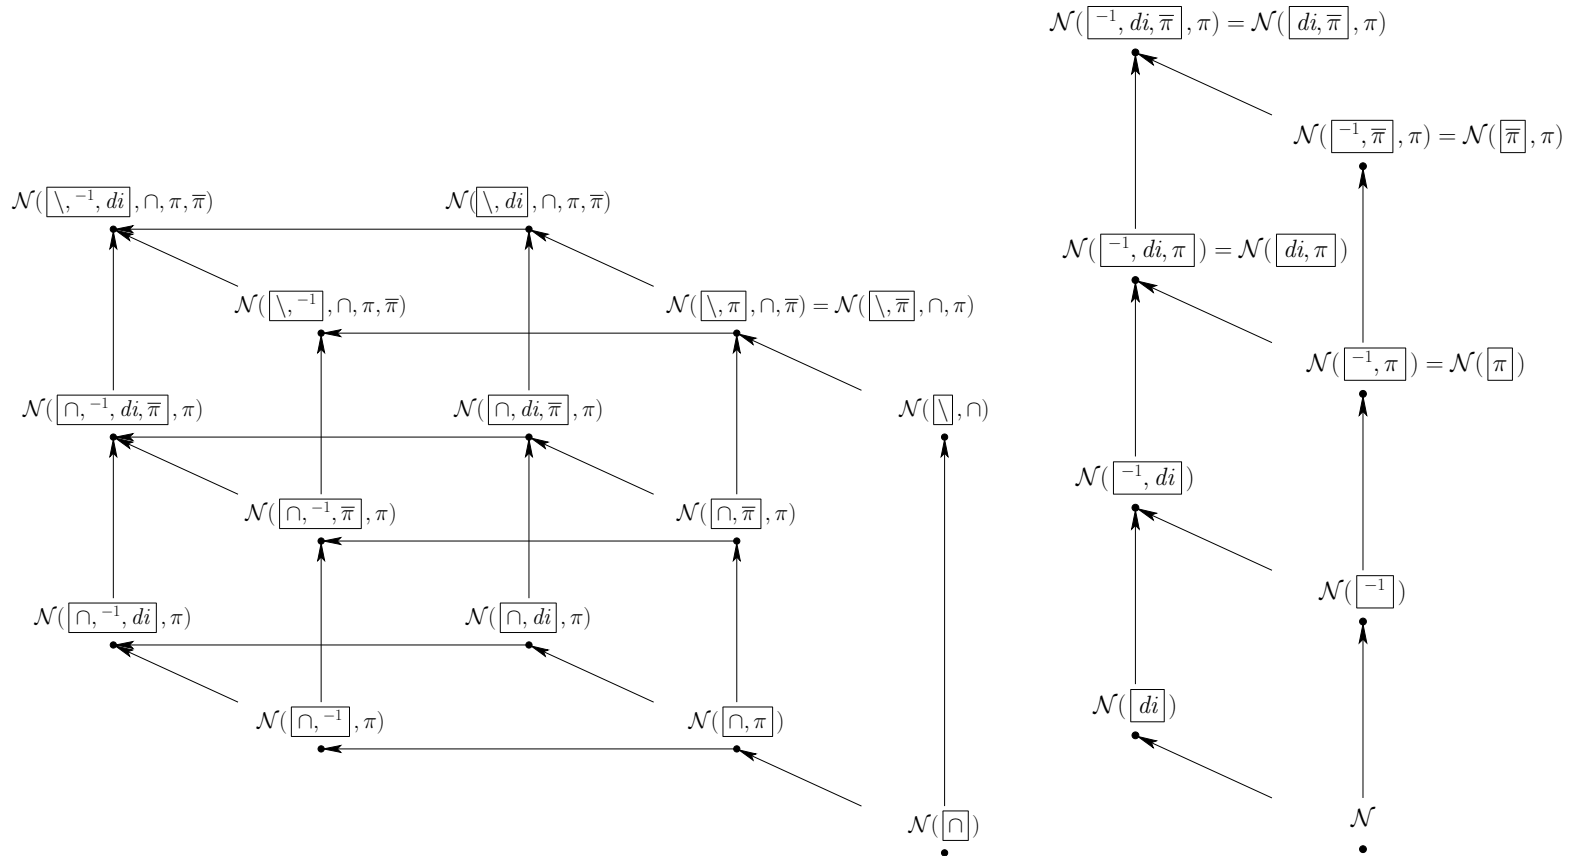 𝒩(⁻¹, di, π̅, π) = 𝒩(di, π̅, π)
𝒩(⁻¹, π̅, π) = 𝒩(π̅, π)
𝒩(\, ⁻¹, di, ∩, π, π̅)
𝒩(\, di, ∩, π, π̅)
𝒩(⁻¹, di, π) = 𝒩(di, π)
𝒩(\, ⁻¹, ∩, π, π̅)
𝒩(\, π, ∩, π̅) = 𝒩(\, π̅, ∩, π)
𝒩(⁻¹, π) = 𝒩(π)
𝒩(∩, ⁻¹, di, π̅, π)
𝒩(∩, di, π̅, π)
𝒩(\, ∩)
𝒩(⁻¹, di)
𝒩(∩, ⁻¹, π̅, π)
𝒩(∩, π̅, π)
𝒩(⁻¹)
𝒩(∩, ⁻¹, di, π)
𝒩(∩, di, π)
𝒩(di)
𝒩(∩, ⁻¹, π)
𝒩(∩, π)
𝒩(∩)
𝒩